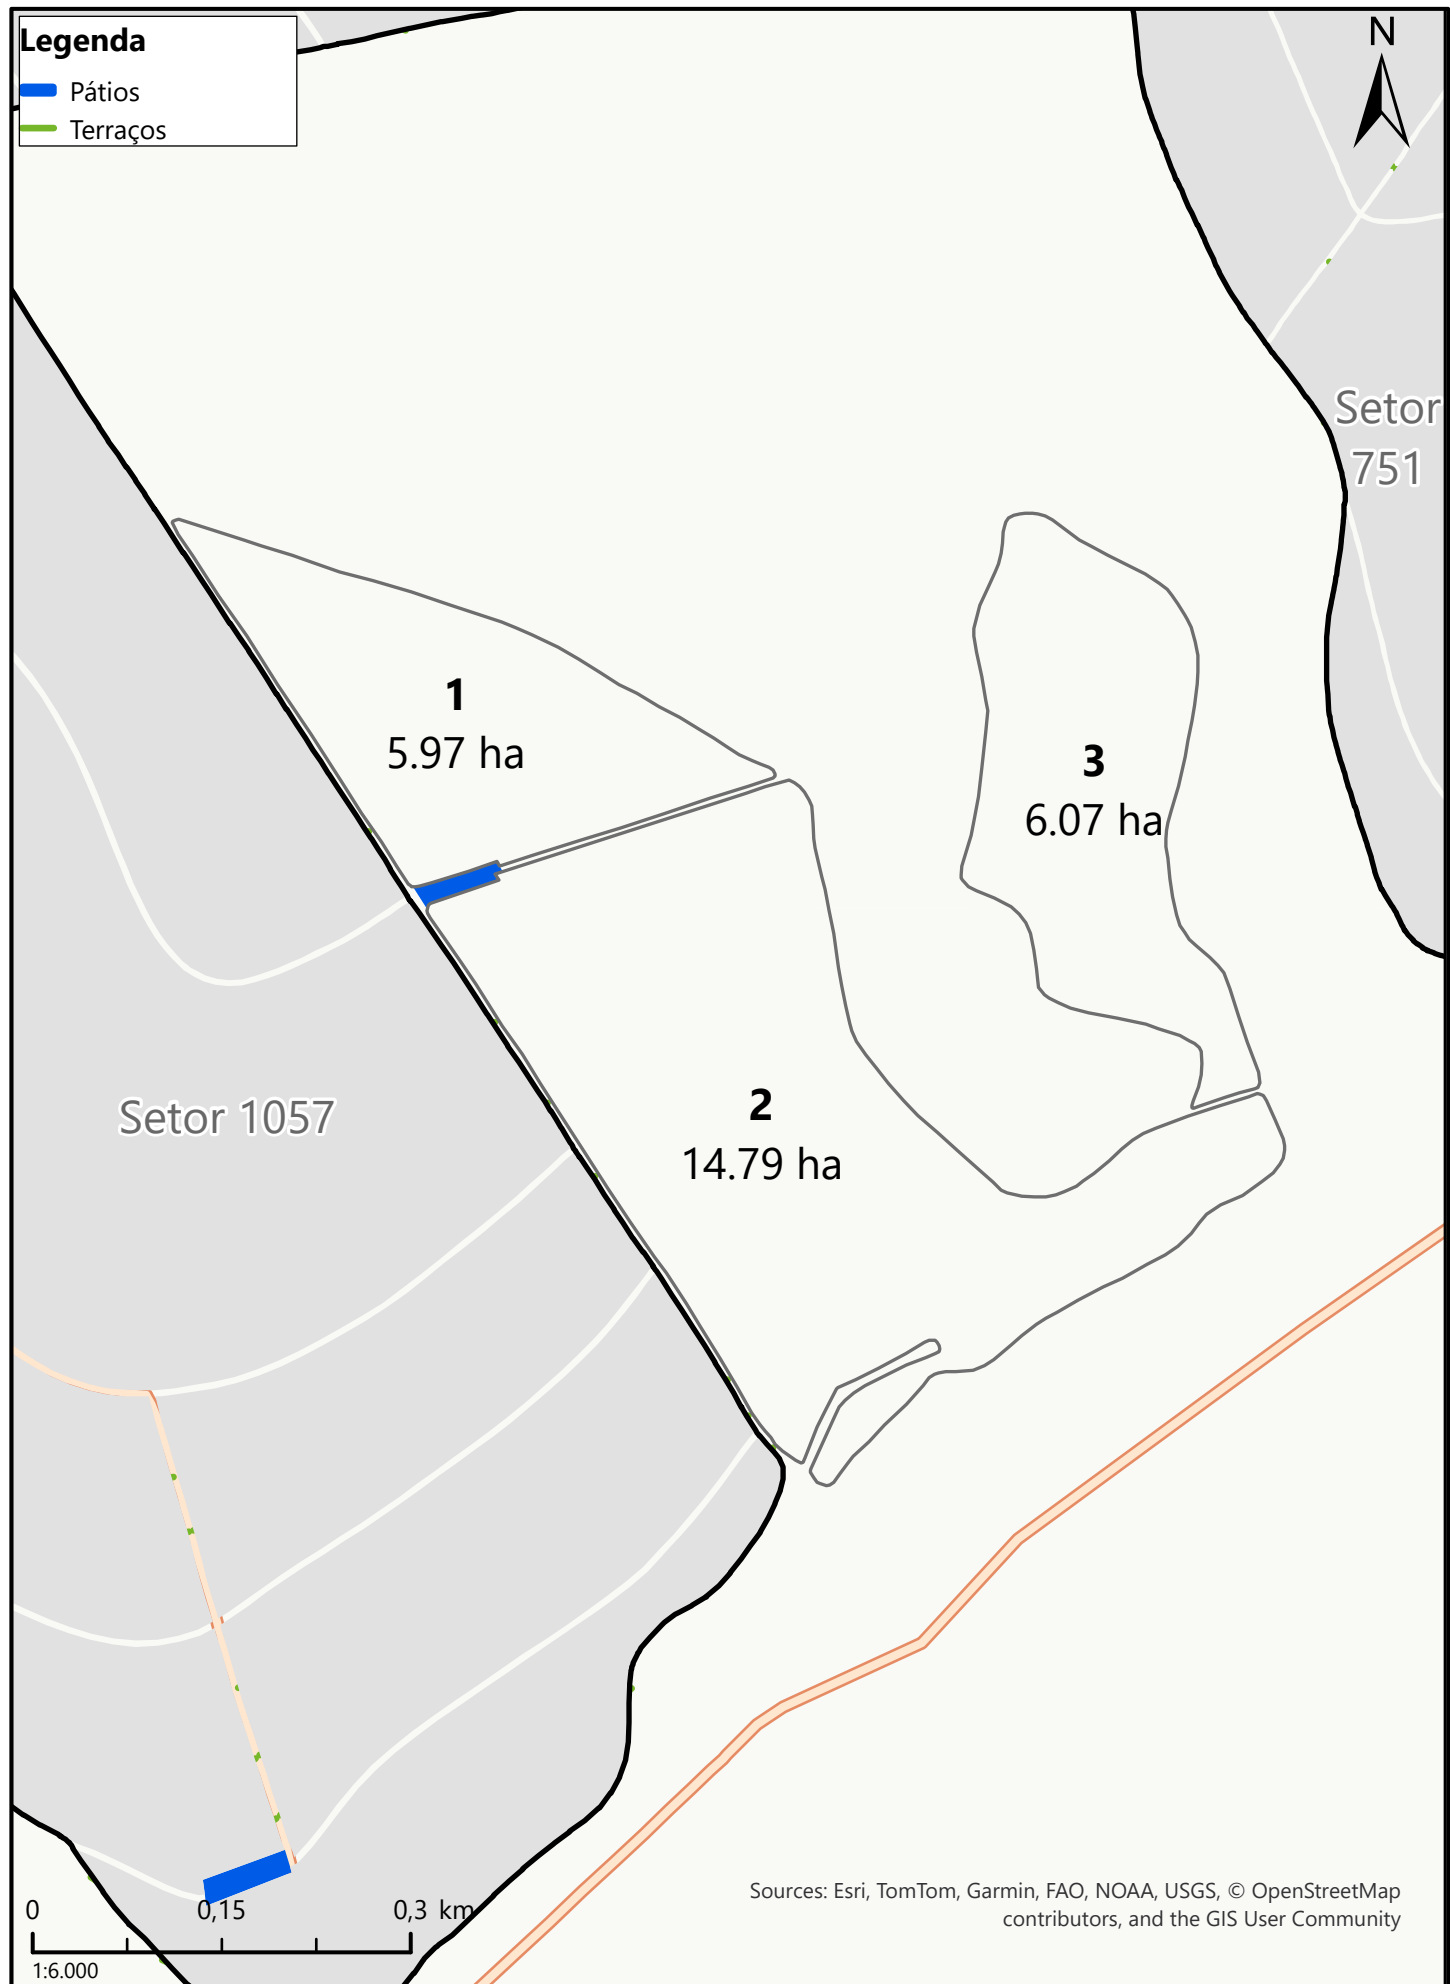 Legenda
Pátios
Terraços
N
Setor
751
1
5.97 ha
3
6.07 ha
2
14.79 ha
Setor 1057
Sources: Esri, TomTom, Garmin, FAO, NOAA, USGS, © OpenStreetMap
contributors, and the GIS User Community
0 0,15 0,3 km
1:6.000